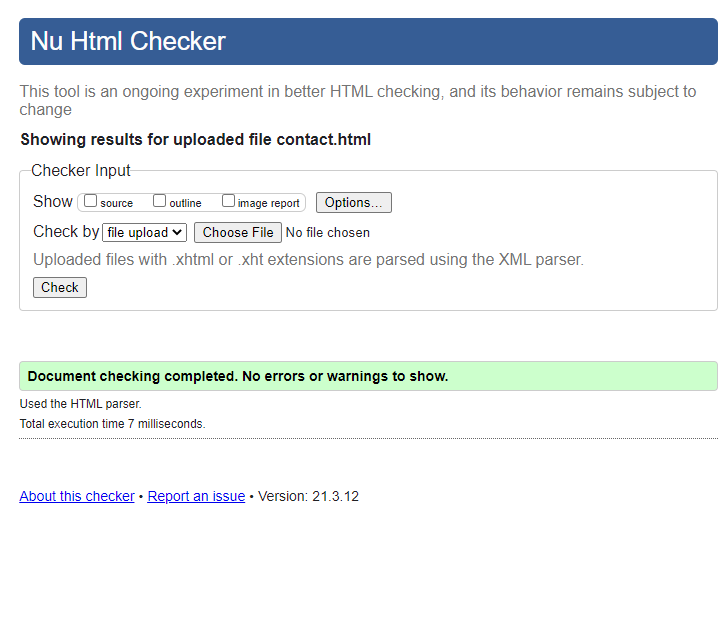 Nu Html Checker
This tool is an ongoing experiment in better HTML checking, and its behavior remains subject to
change
Showing results for uploaded file contact.html
Checker Input
Show source outline image report Options...
Check by file upload Choose File No file chosen
Uploaded files with .xhtml or .xht extensions are parsed using the XML parser.
Check
Document checking completed. No errors or warnings to show.
Used the HTML parser.
Total execution time 7 milliseconds.
About this checker • Report an issue • Version: 21.3.12